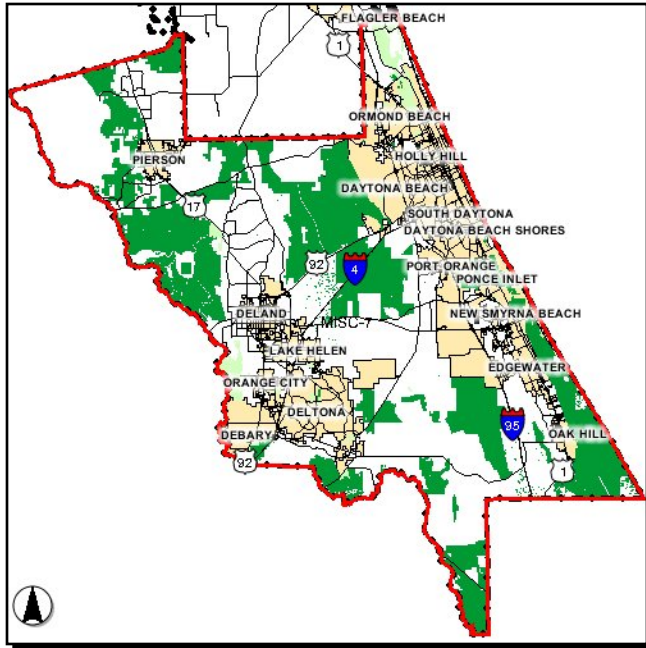 FLAGLER BEACH
1
ORMOND BEACH
HOLLY HILL
PIERSON
DAYTONA BEACH
17
SOUTH DAYTONA
DAYTONA BEACH SHORES
92
4
PORT ORANGE
PONCE INLET
DELAND
MISC-7
NEW SMYRNA BEACH
LAKE HELEN
EDGEWATER
ORANGE CITY
DELTONA
95
DEBARY
OAK HILL
92
1